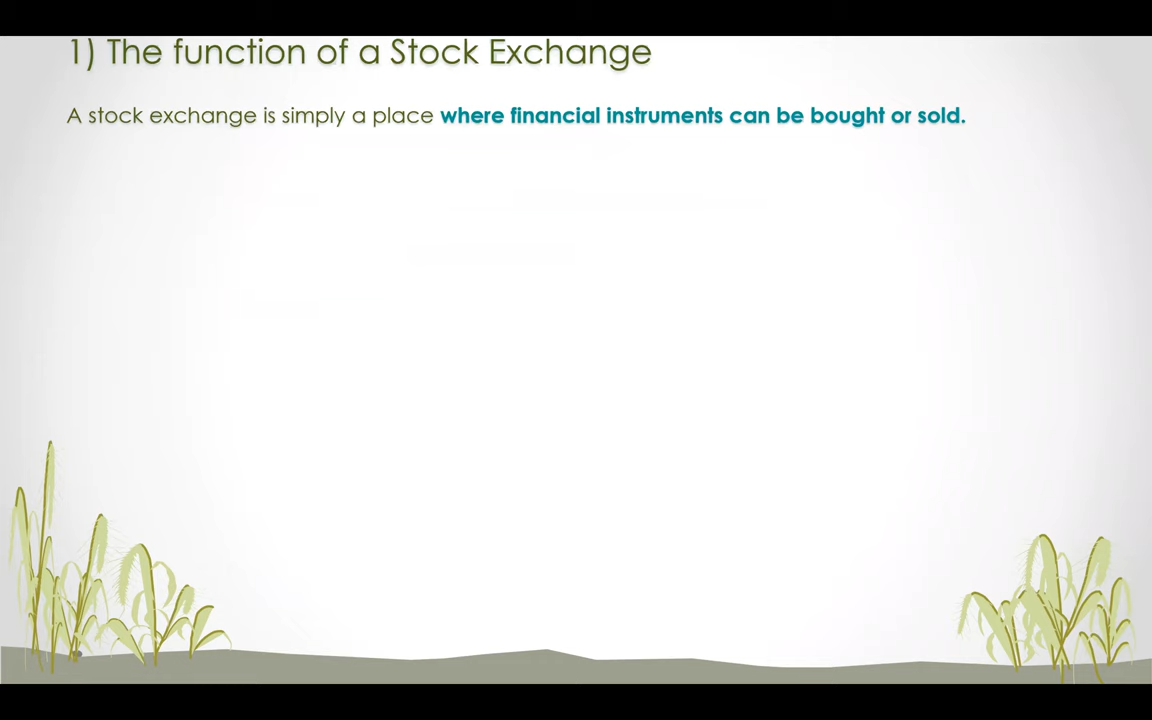 1) The function of a Stock Exchange
A stock exchange is simply a place where financial instruments can be bought or sold.